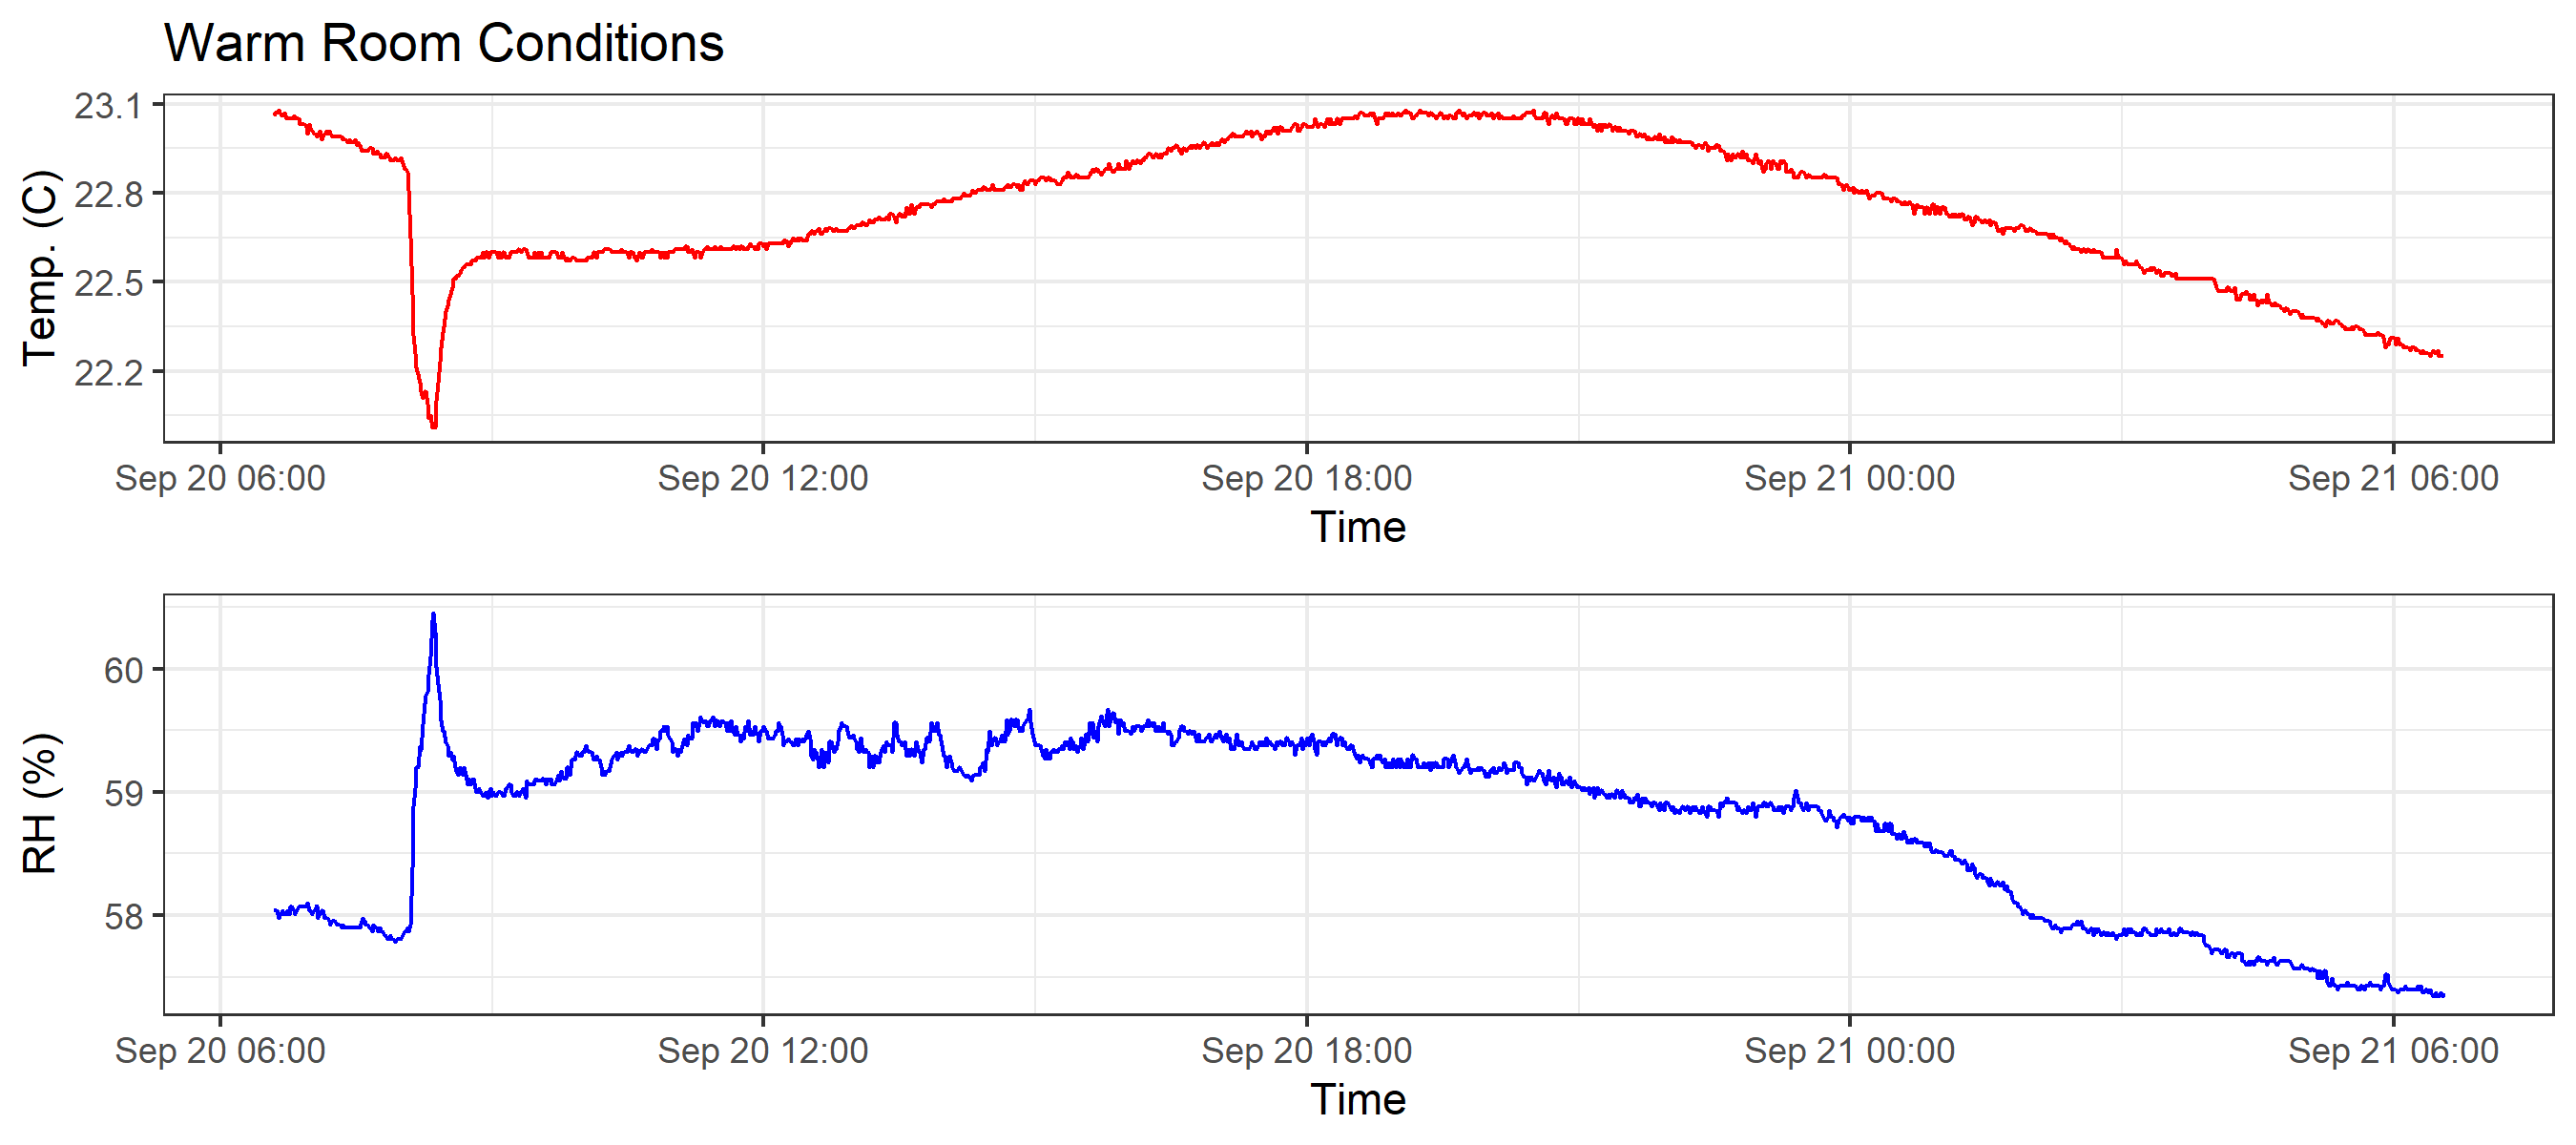 Warm Room Conditions
23.1
22.8
22.5
22.2
Temp. (C)
Sep 20 06:00 Sep 20 12:00 Sep 20 18:00 Sep 21 00:00 Sep 21 06:00
Time
60
59
58
RH (%)
Sep 20 06:00 Sep 20 12:00 Sep 20 18:00 Sep 21 00:00 Sep 21 06:00
Time